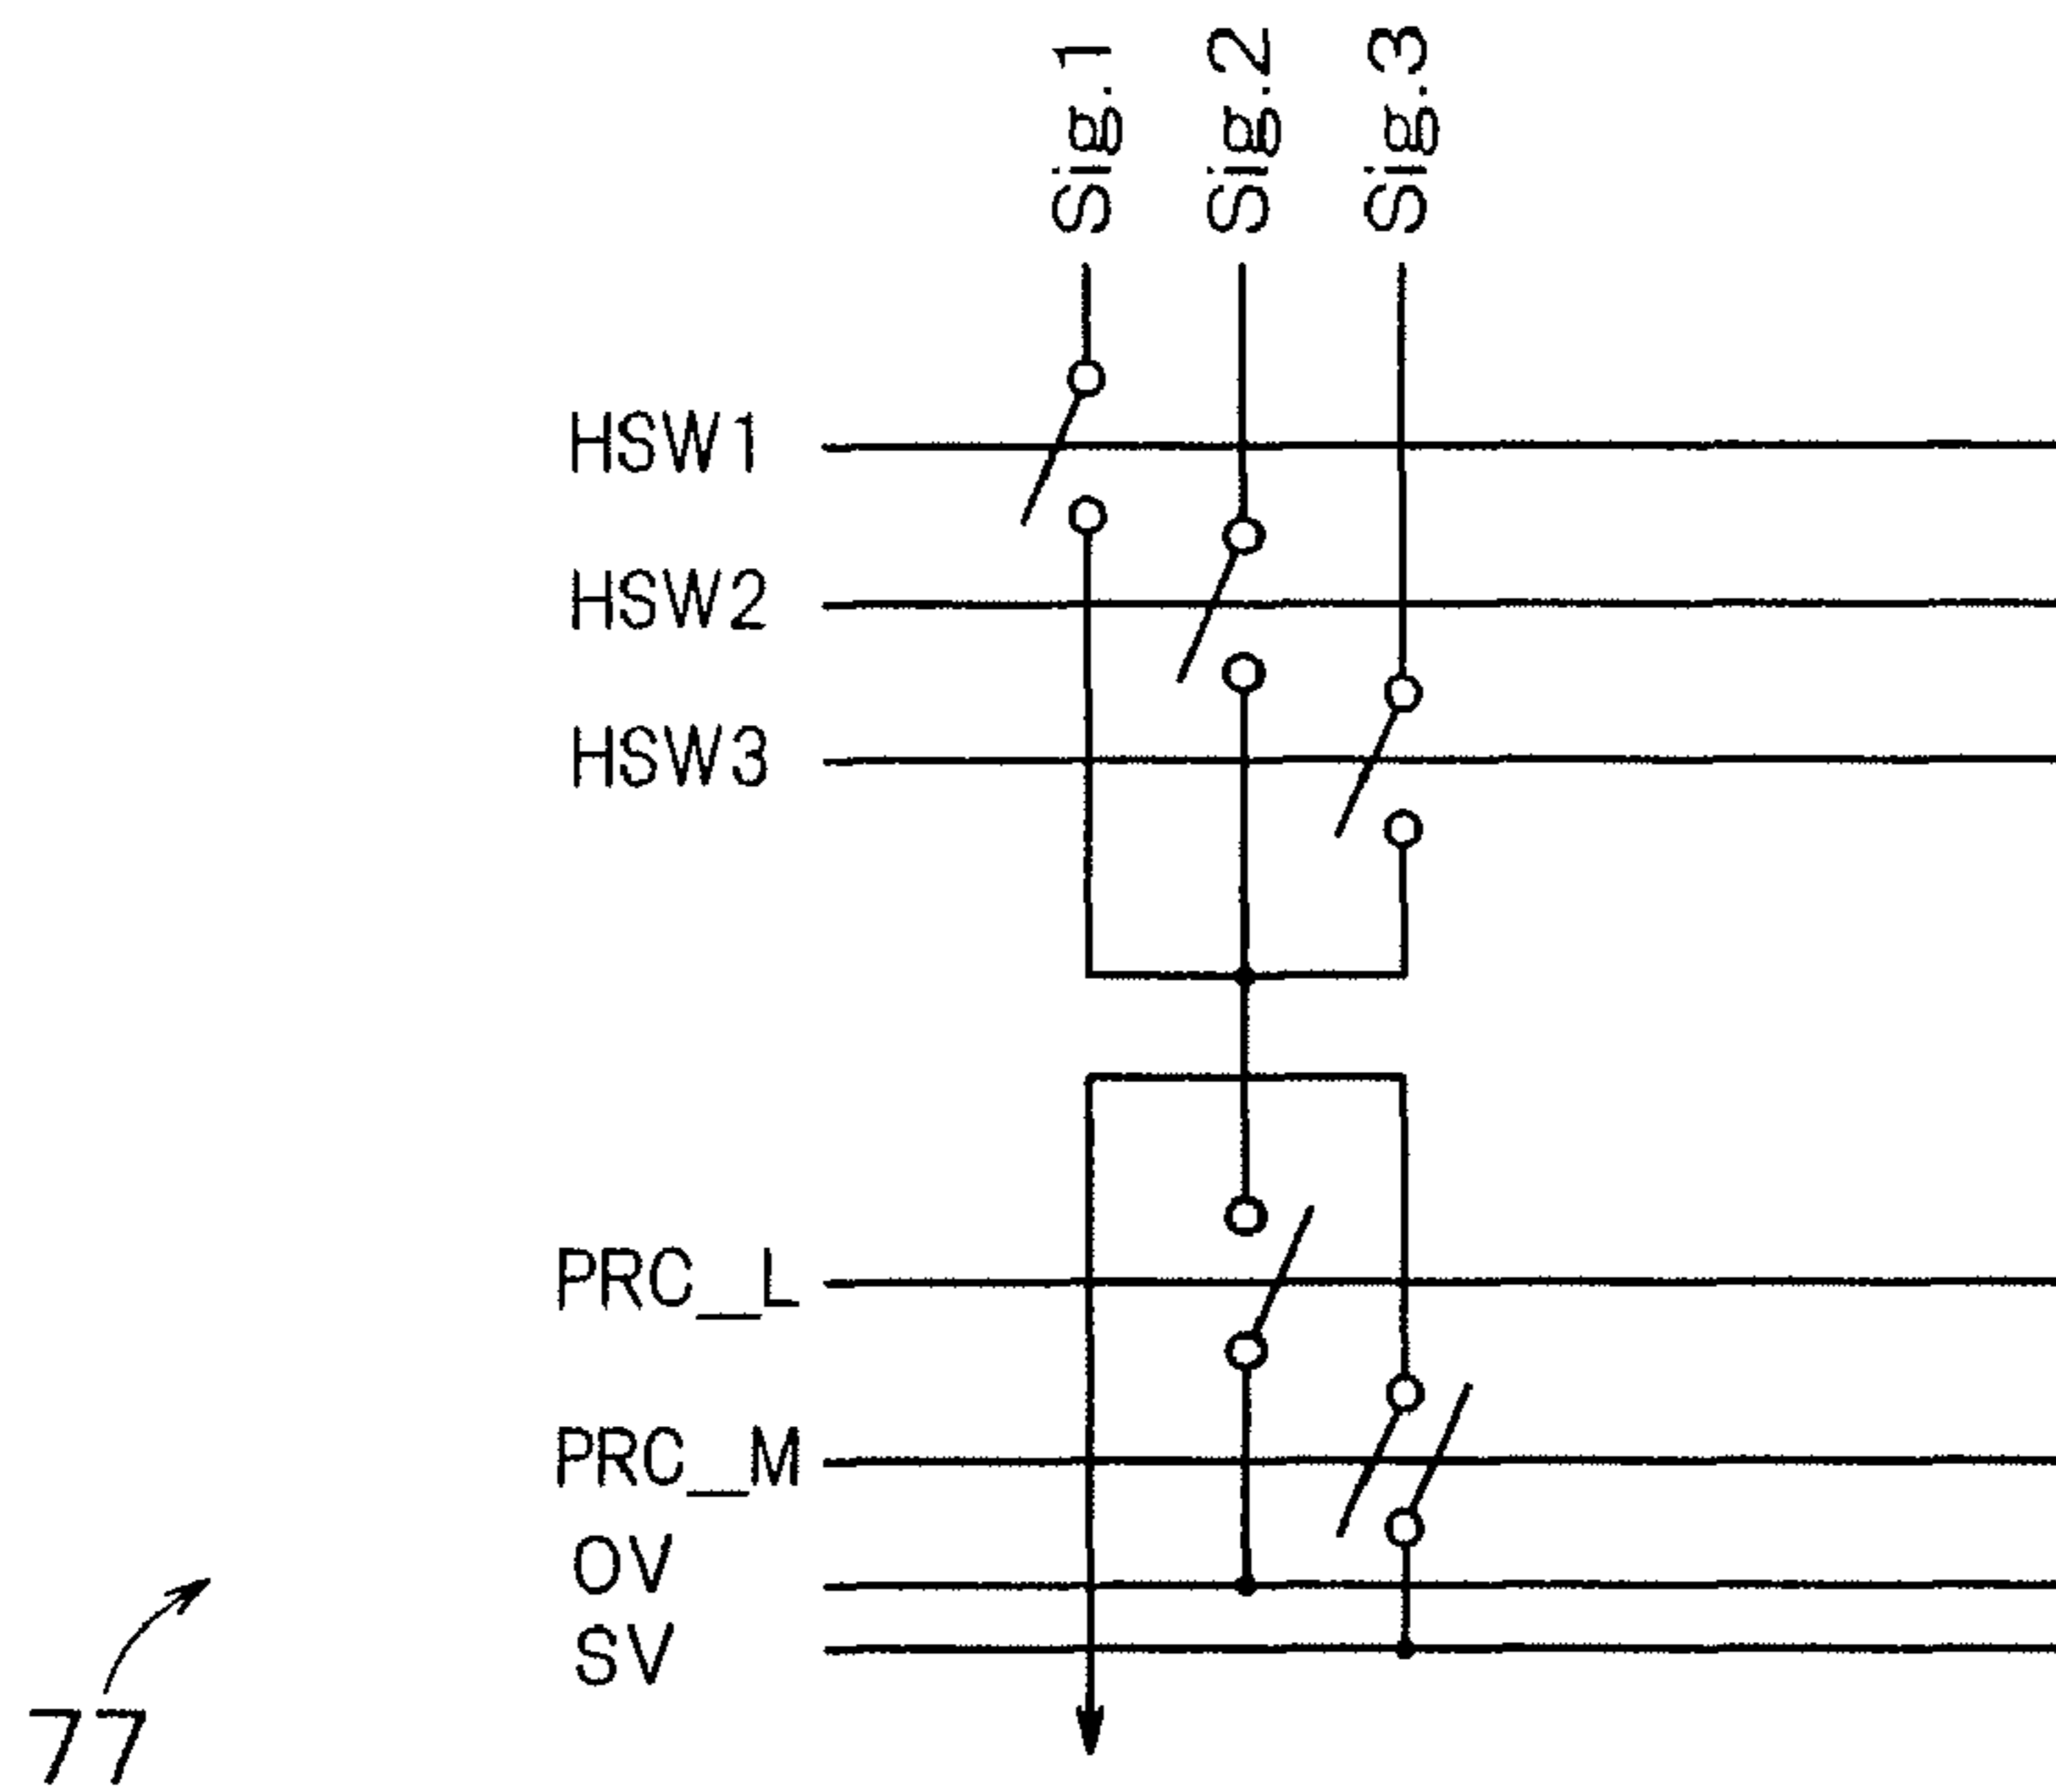 Sig.1
Sig.2
Sig.3
HSW1
HSW2
HSW3
PRC_L
PRC_M
OV
SV
77